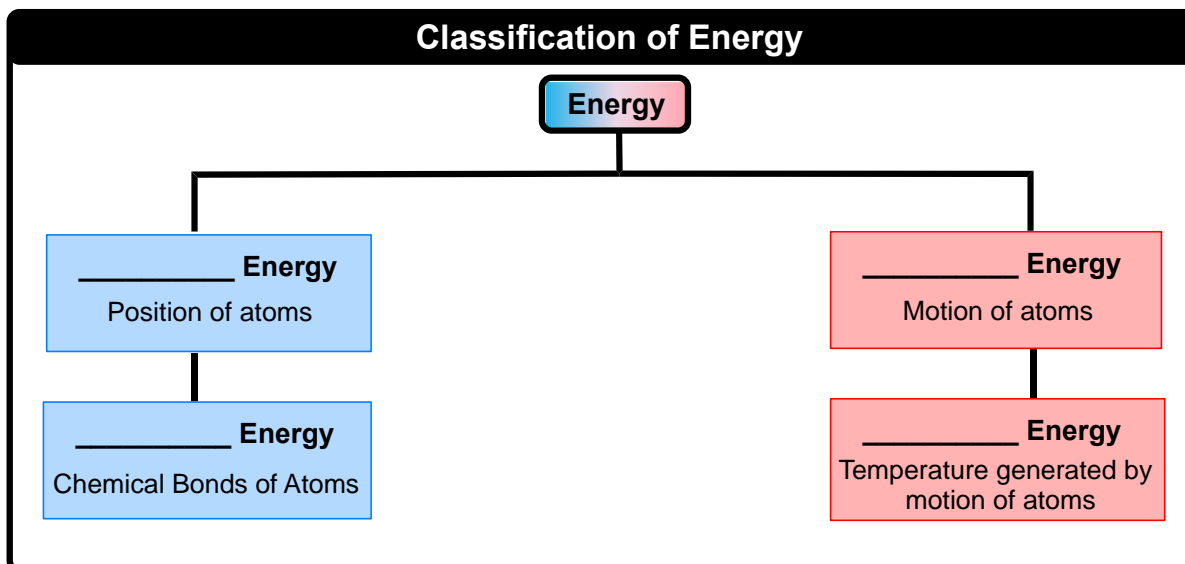 Classification of Energy
Energy
__________ Energy
Position of atoms
__________ Energy
Motion of atoms
__________ Energy
Chemical Bonds of Atoms
__________ Energy
Temperature generated by
motion of atoms